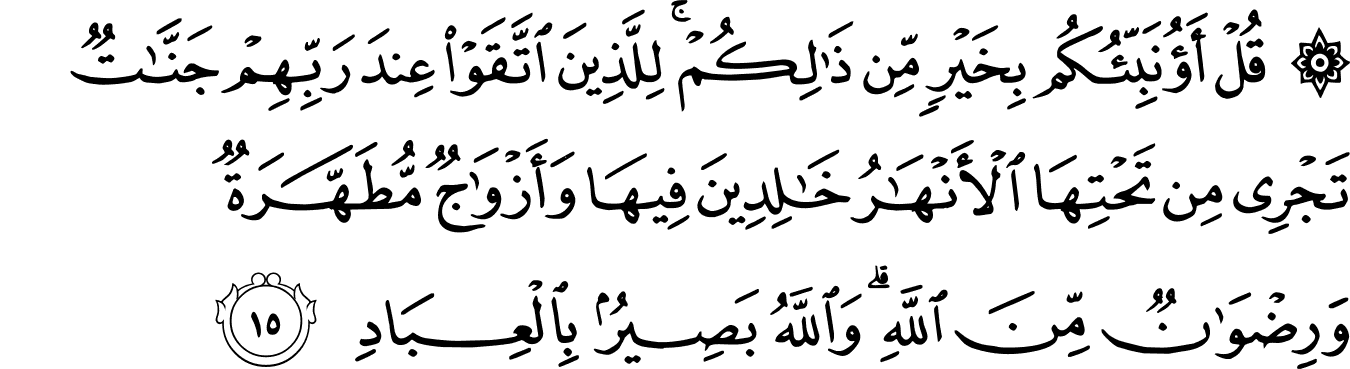 ۞ قُلْ أَؤُنَبِّئُكُم بِخَيْرٍ مِّن ذَٰلِكُمْ ۚ لِلَّذِينَ ٱتَّقَوْا۟ عِندَ رَبِّهِمْ جَنَّـٰتٌ
تَجْرِى مِن تَحْتِهَا ٱلْأَنْهَـٰرُ خَـٰلِدِينَ فِيهَا وَأَزْوَٰجٌ مُّطَهَّرَةٌ
وَرِضْوَٰنٌ مِّنَ ٱللَّهِ ۗ وَٱللَّهُ بَصِيرٌۢ بِٱلْعِبَادِ ١٥